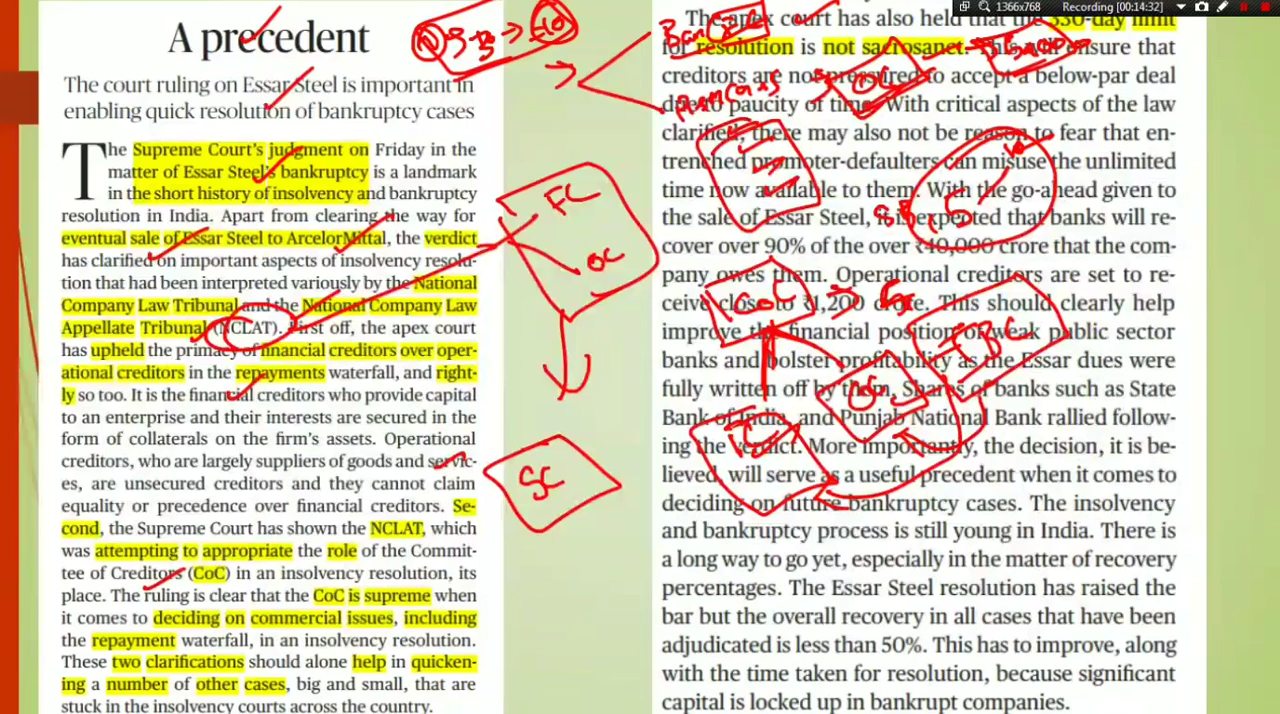 1366x768
Recording [00:14:32]
A precedent
The court ruling on Essar Steel is important in
enabling quick resolution of bankruptcy cases
The Supreme Court's judgment on Friday in the
matter of Essar Steel's bankruptcy is a landmark
in the short history of insolvency and bankruptcy
resolution in India. Apart from clearing the way for
eventual sale of Essar Steel to ArcelorMittal, the verdict
has clarified on important aspects of insolvency resolu-
tion that had been interpreted variously by the National
Company Law Tribunal and the National Company Law
Appellate Tribunal (NCLAT). First off, the apex court
has upheld the primacy of financial creditors over oper-
ational creditors in the repayments waterfall, and right-
ly so too. It is the financial creditors who provide capital
to an enterprise and their interests are secured in the
form of collaterals on the firm's assets. Operational
creditors, who are largely suppliers of goods and servic-
es, are unsecured creditors and they cannot claim
equality or precedence over financial creditors. Se-
cond, the Supreme Court has shown the NCLAT, which
was attempting to appropriate the role of the Commit-
tee of Creditors (CoC) in an insolvency resolution, its
place. The ruling is clear that the CoC is supreme when
it comes to deciding on commercial issues, including
the repayment waterfall, in an insolvency resolution.
These two clarifications should alone help in quicken-
ing a number of other cases, big and small, that are
stuck in the insolvency courts across the country.
FC
OC
SC
The apex court has also held that the 330-day limit
for resolution is not sacrosanct. This will ensure that
creditors are not pressured to accept a below-par deal
due to paucity of time. With critical aspects of the law
clarified, there may also not be reason to fear that en-
trenched promoter-defaulters can misuse the unlimited
time now available to them. With the go-ahead given to
the sale of Essar Steel, it is expected that banks will re-
cover over 90% of the over ₹40,000 crore that the com-
pany owes them. Operational creditors are set to re-
ceive close to ₹1,200 crore. This should clearly help
improve the financial position of weak public sector
banks and bolster profitability as the Essar dues were
fully written off by them. Shares of banks such as State
Bank of India, and Punjab National Bank rallied follow-
ing the verdict. More importantly, the decision, it is be-
lieved, will serve as a useful precedent when it comes to
deciding on future bankruptcy cases. The insolvency
and bankruptcy process is still young in India. There is
a long way to go yet, especially in the matter of recovery
percentages. The Essar Steel resolution has raised the
bar but the overall recovery in all cases that have been
adjudicated is less than 50%. This has to improve, along
with the time taken for resolution, because significant
capital is locked up in bankrupt companies.
OC
CoC
IBC
FC